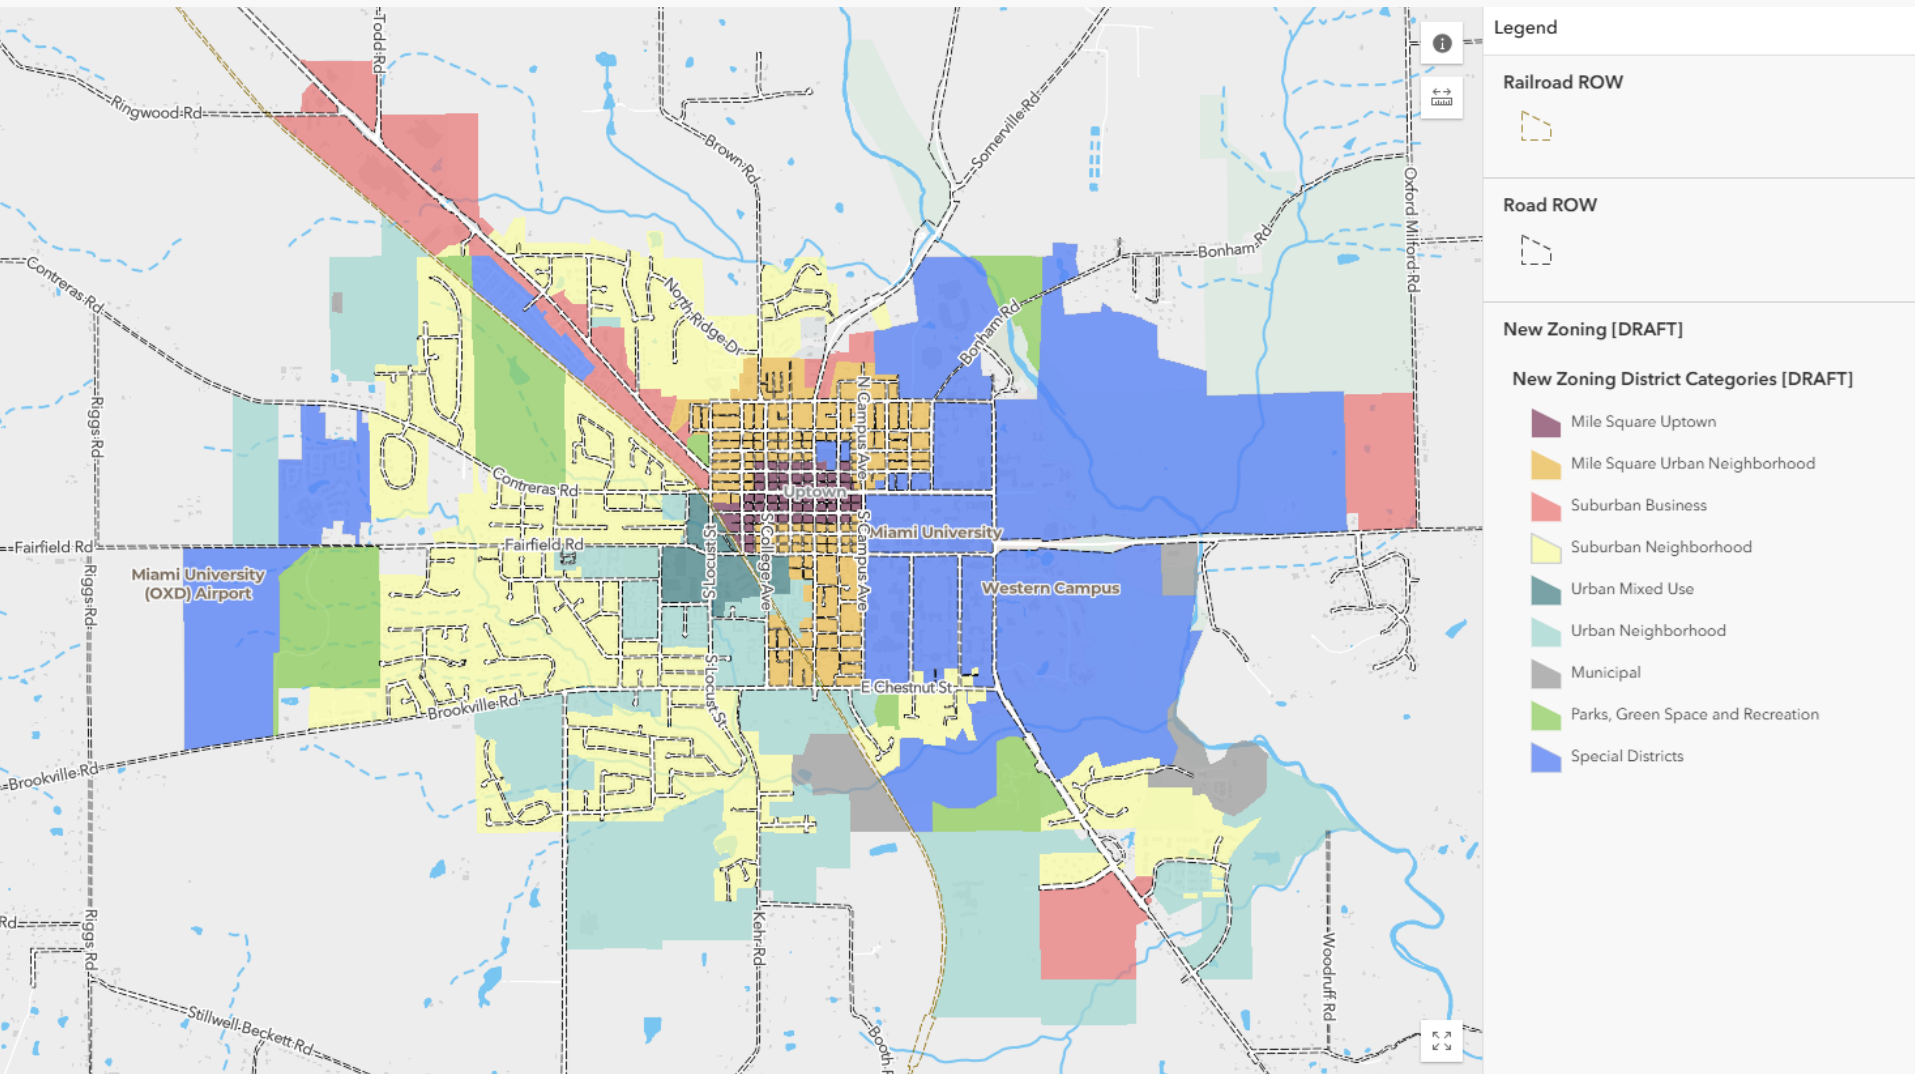 Todd Rd
Ringwood Rd
Brown Rd
Somerville Rd
Oxford Milford Rd
Bonham Rd
Contreras Rd
North Ridge Dr
Bonham Rd
N Campus Ave
Riggs Rd
Contreras Rd
Uptown
Miami University
Fairfield Rd
Fairfield Rd
S Locust St
S College Ave
S Campus Ave
Miami University
(OXD) Airport
Riggs Rd
Western Campus
E Chestnut St
S Locust St
Brookville Rd
Brookville Rd
Rd
Riggs Rd
Kehr Rd
Woodruff Rd
Stillwell-Beckett Rd
Booth R
Legend
Railroad ROW
Road ROW
New Zoning [DRAFT]
New Zoning District Categories [DRAFT]
Mile Square Uptown
Mile Square Urban Neighborhood
Suburban Business
Suburban Neighborhood
Urban Mixed Use
Urban Neighborhood
Municipal
Parks, Green Space and Recreation
Special Districts